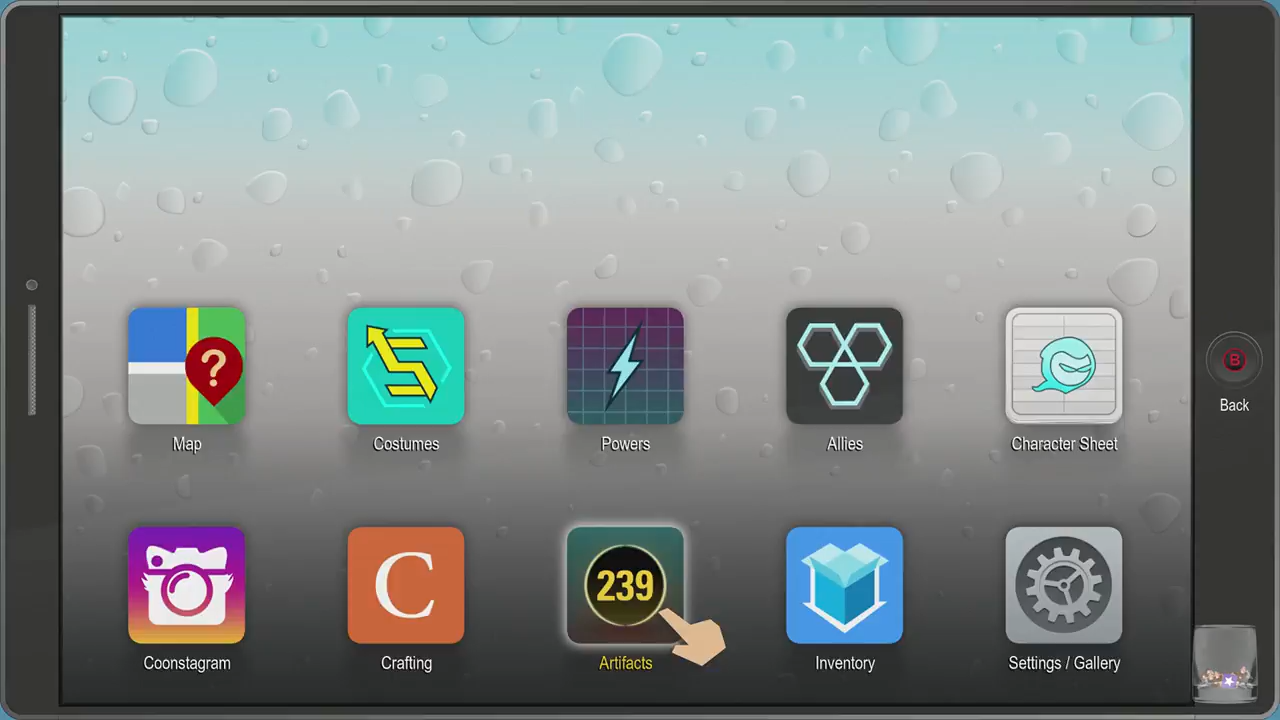 ?
Map
Costumes
Powers
Allies
Character Sheet
B
Back
C
239
Coonstagram
Crafting
Artifacts
Inventory
Settings / Gallery